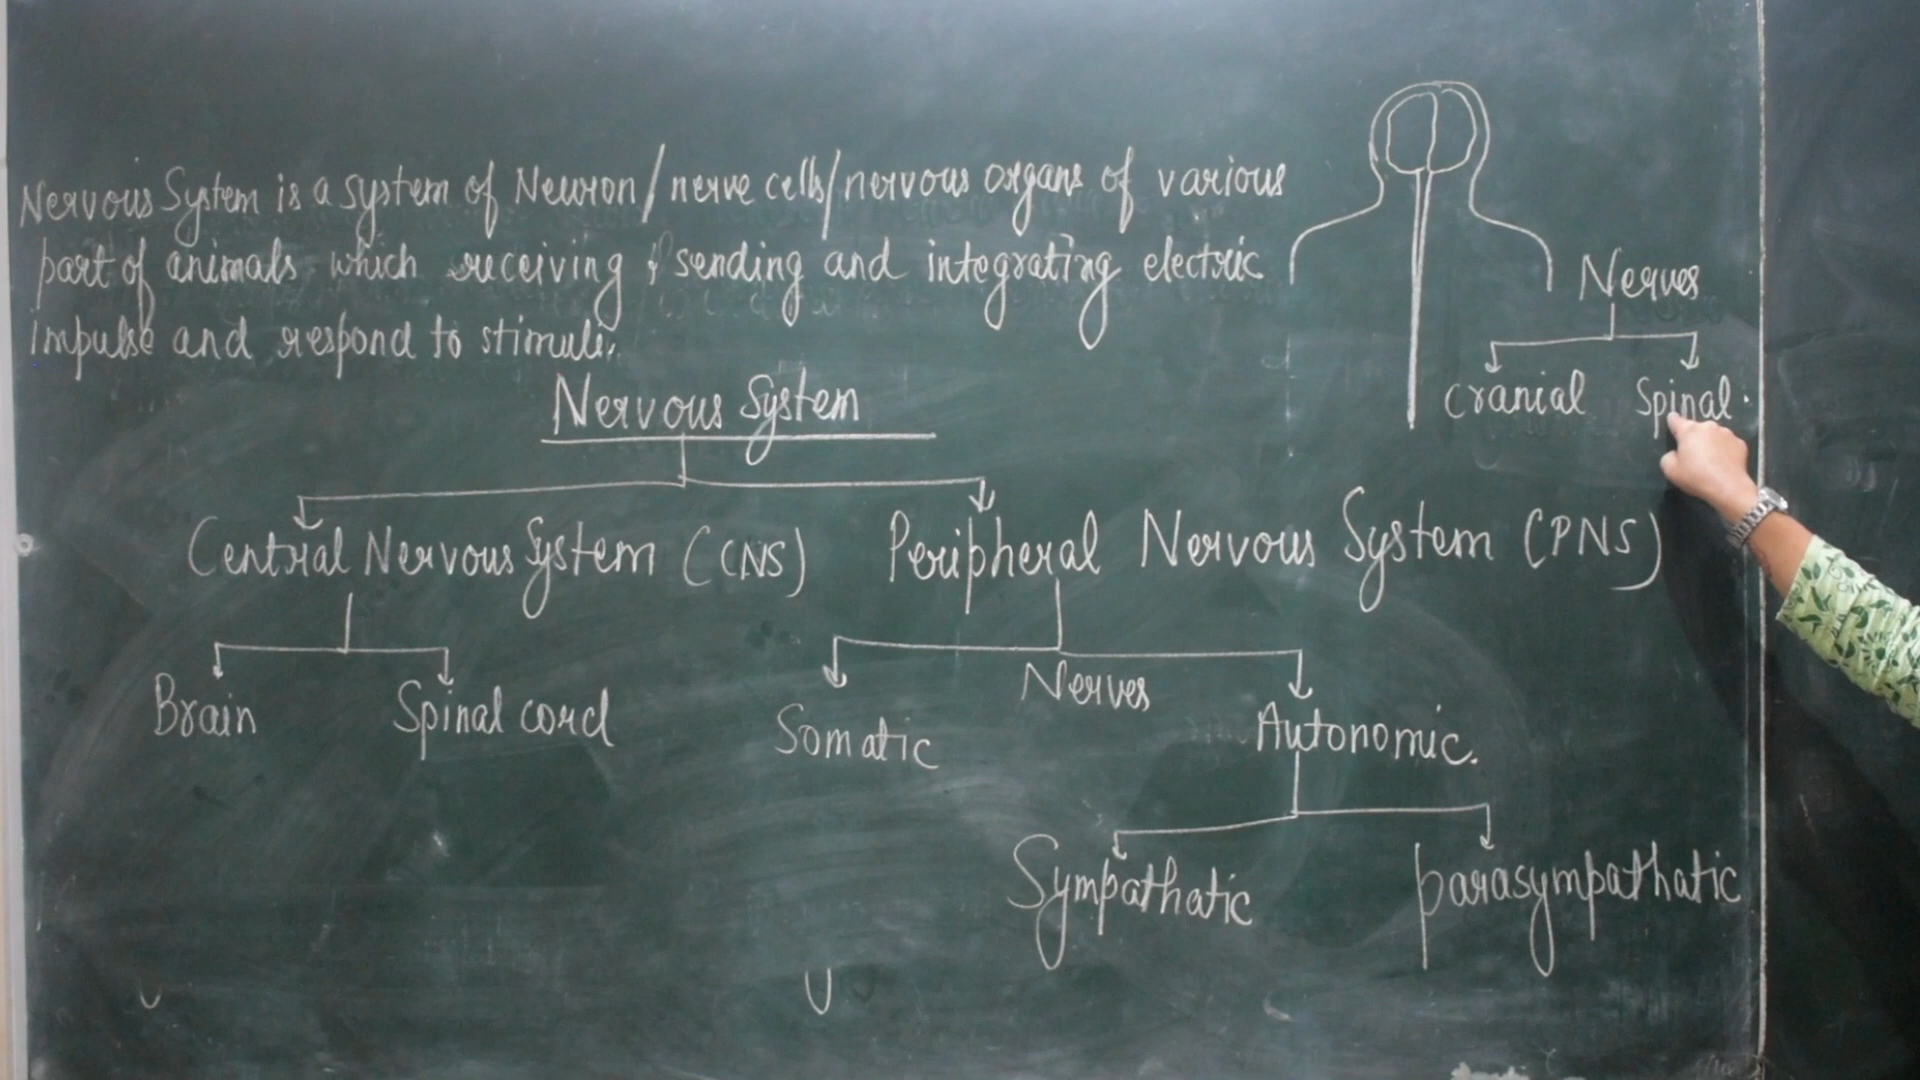 Nervous System is a system of Neuron/nerve cells/nervous organs of various
part of animals which receiving & sending and integrating electric
impulse and respond to stimuli.
Nerves
Cranial Spinal.
Nervous System
Central Nervous System (CNS) Peripheral Nervous System (PNS)
Brain Spinal cord Somatic Nerves Autonomic.
Sympathatic parasympathatic